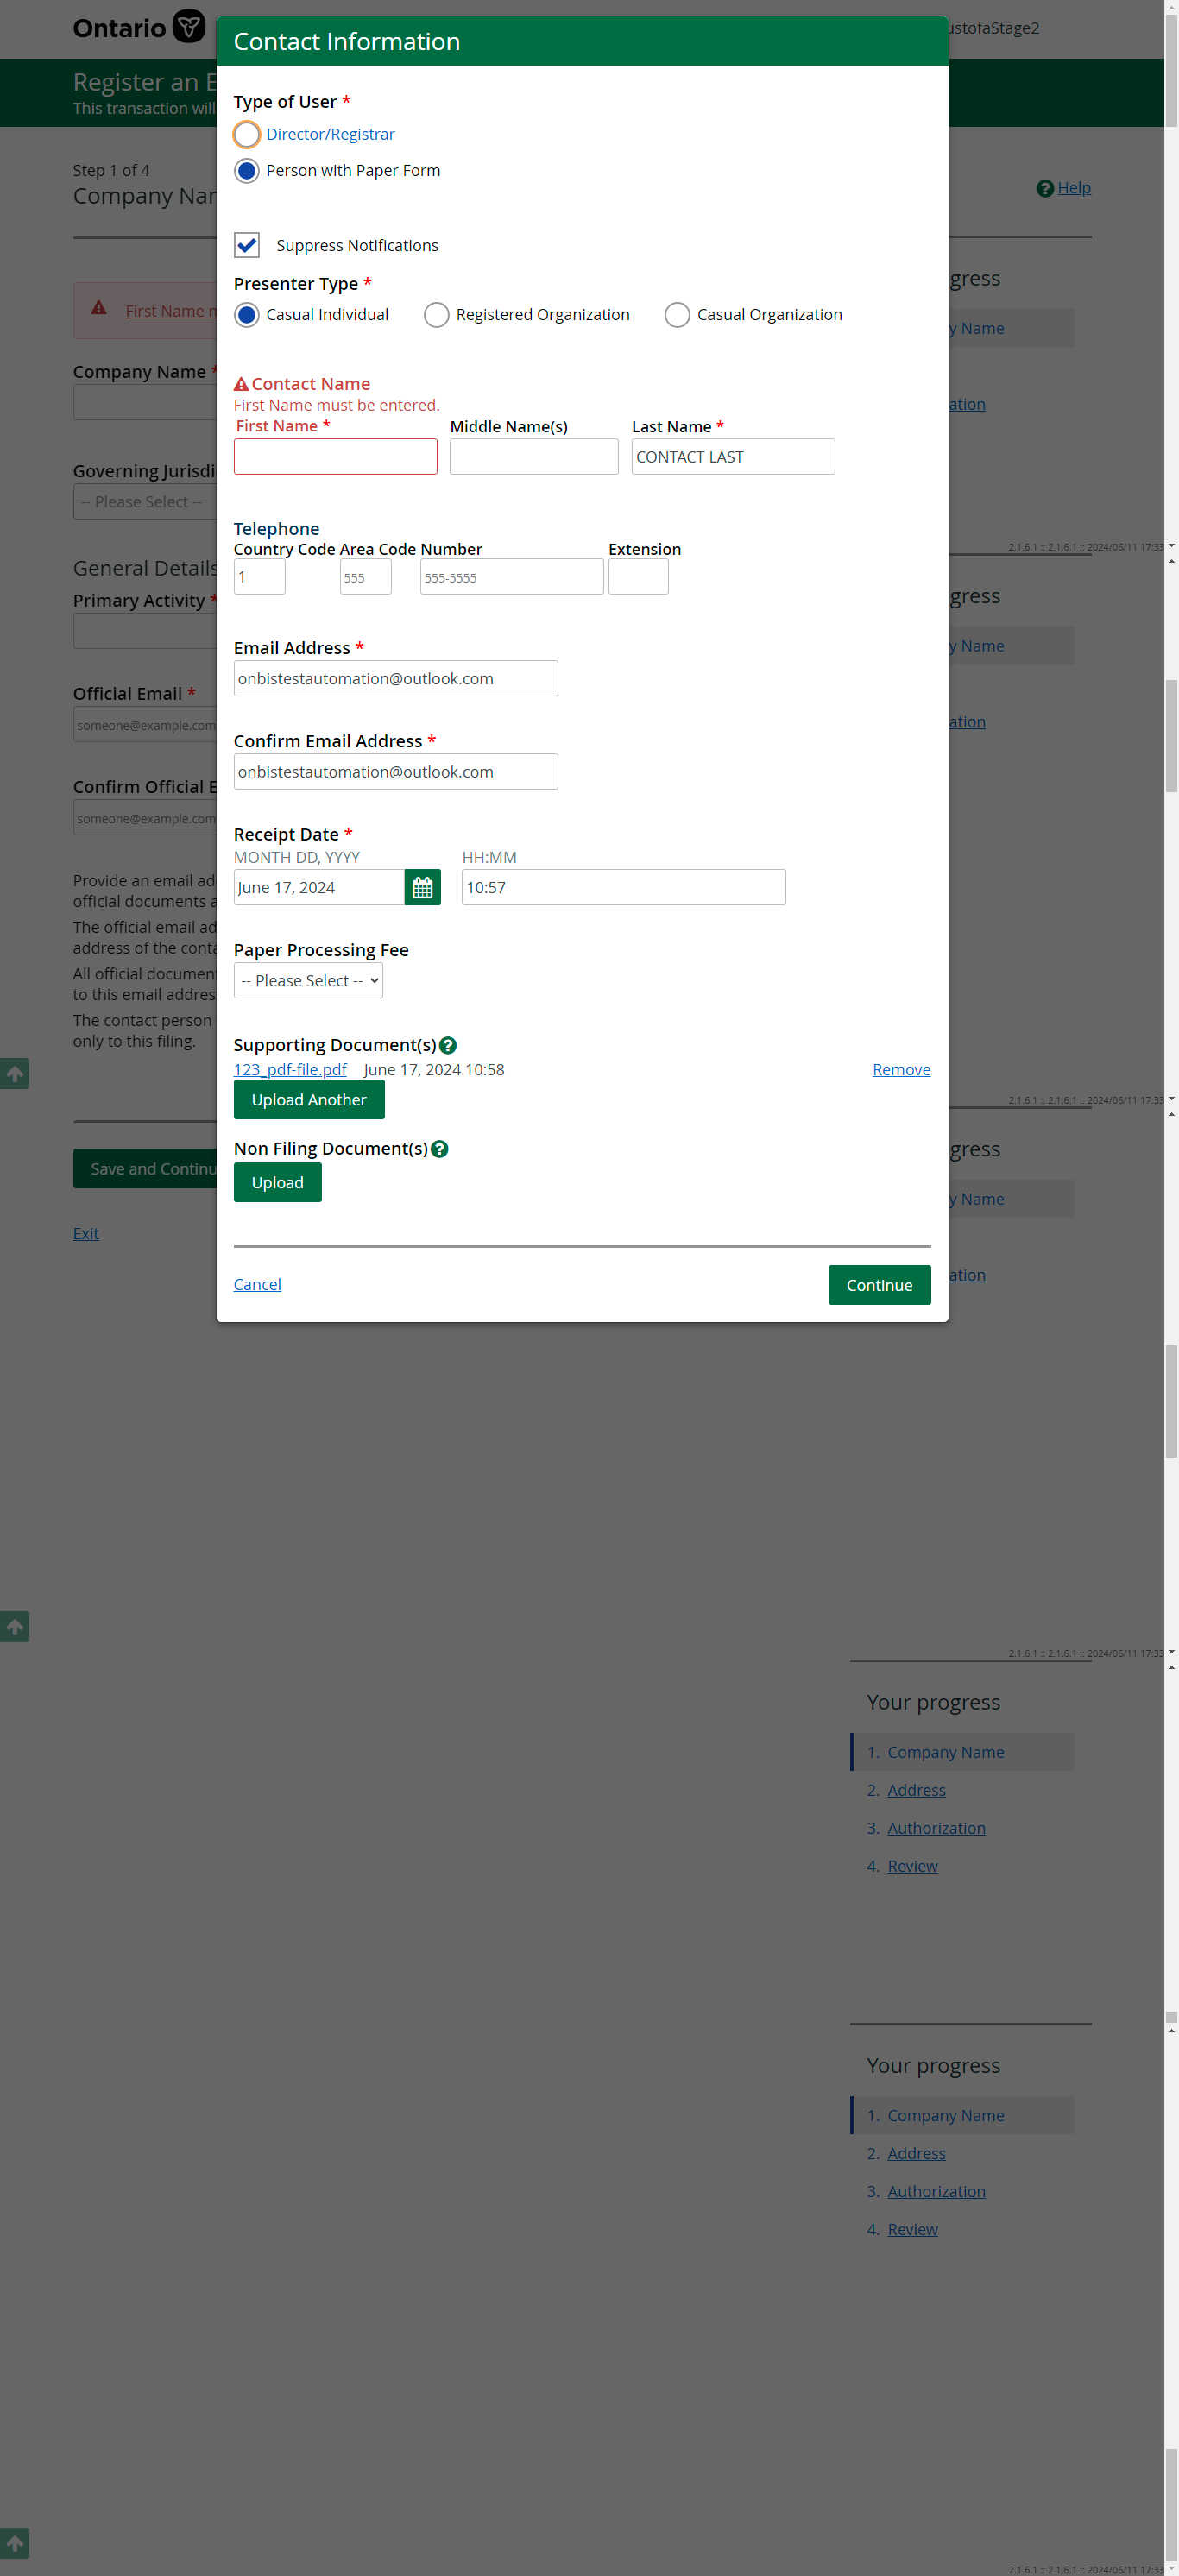 Ontario
ustofaStage2
Contact Information
Register an E
This transaction will
Type of User *
Director/Registrar
Person with Paper Form
Step 1 of 4
Company Nar
Help
Suppress Notifications
Presenter Type *
Casual Individual Registered Organization Casual Organization
gress
y Name
First Name
Company Name *
ation
Contact Name
First Name must be entered.
First Name * Middle Name(s) Last Name *
CONTACT LAST
Governing Jurisdi
-- Please Select --
Telephone
Country Code Area Code Number Extension
1 555 555-5555
2.1.6.1 :: 2.1.6.1 :: 2024/06/11 17:33
General Details
Primary Activity *
gress
y Name
Email Address *
onbistestautomation@outlook.com
Official Email *
someone@example.com
ation
Confirm Email Address *
onbistestautomation@outlook.com
Confirm Official E
someone@example.com
Receipt Date *
MONTH DD, YYYY HH:MM
June 17, 2024 10:57
Provide an email ad
official documents a
The official email ad
address of the conta
All official documen
to this email addres
The contact person
only to this filing.
Paper Processing Fee
-- Please Select --
Supporting Document(s)
123_pdf-file.pdf June 17, 2024 10:58 Remove
Upload Another
2.1.6.1 :: 2.1.6.1 :: 2024/06/11 17:33
Non Filing Document(s)
Upload
gress
y Name
Save and Continu
Exit
ation
Cancel Continue
2.1.6.1 :: 2.1.6.1 :: 2024/06/11 17:33
Your progress
1. Company Name
2. Address
3. Authorization
4. Review
Your progress
1. Company Name
2. Address
3. Authorization
4. Review
2.1.6.1 :: 2.1.6.1 :: 2024/06/11 17:33